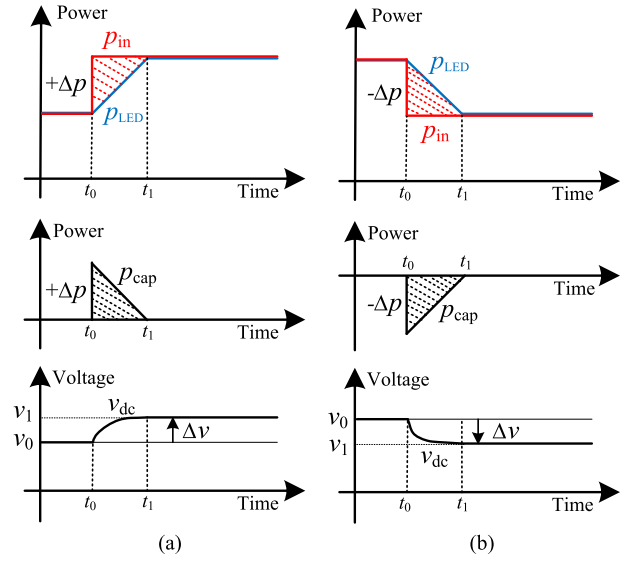 Power
p_in
+Δp
p_LED
t_0 t_1 Time
Power
p_cap
+Δp
t_0 t_1 Time
Voltage
v_1 v_dc
Δv
v_0
t_0 t_1 Time
(a)
Power
p_LED
-Δp
p_in
t_0 t_1 Time
Power
t_0 t_1
Time
-Δp p_cap
Voltage
v_0
Δv
v_1 v_dc
t_0 t_1 Time
(b)